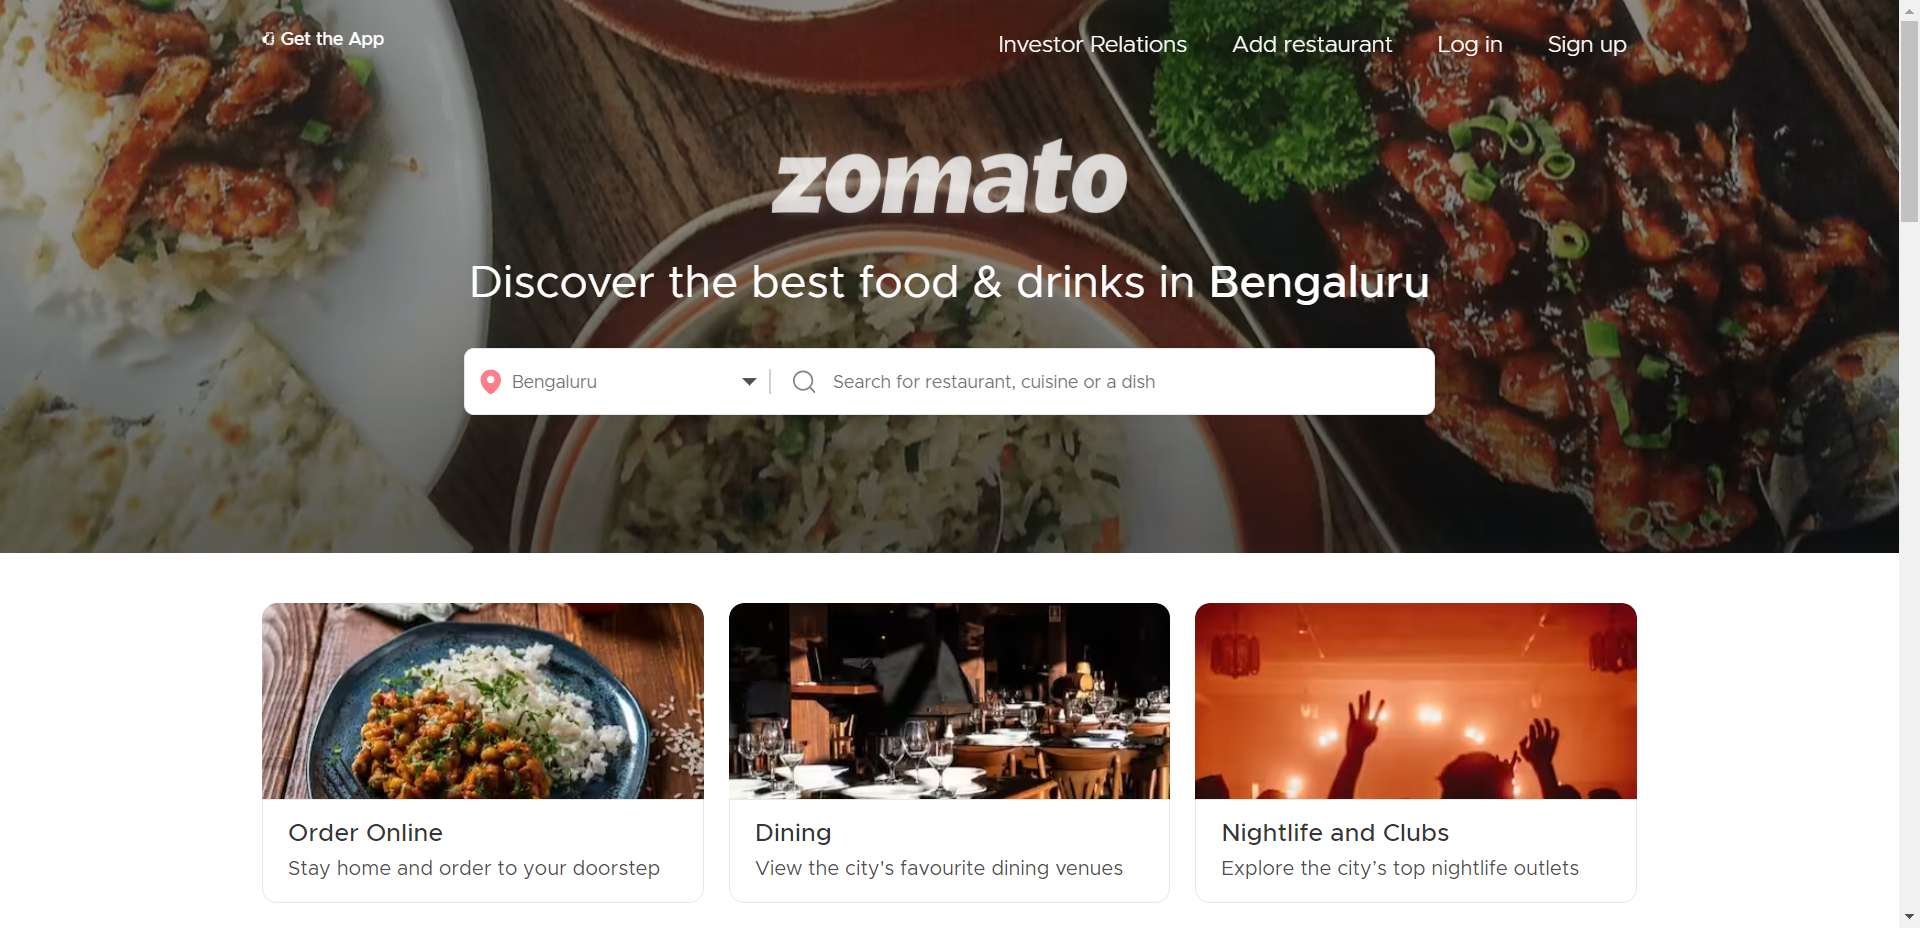 Get the App
Investor Relations
Add restaurant
Log in
Sign up
zomato
Discover the best food & drinks in Bengaluru
Bengaluru
Search for restaurant, cuisine or a dish
Order Online
Stay home and order to your doorstep
Dining
View the city's favourite dining venues
Nightlife and Clubs
Explore the city’s top nightlife outlets